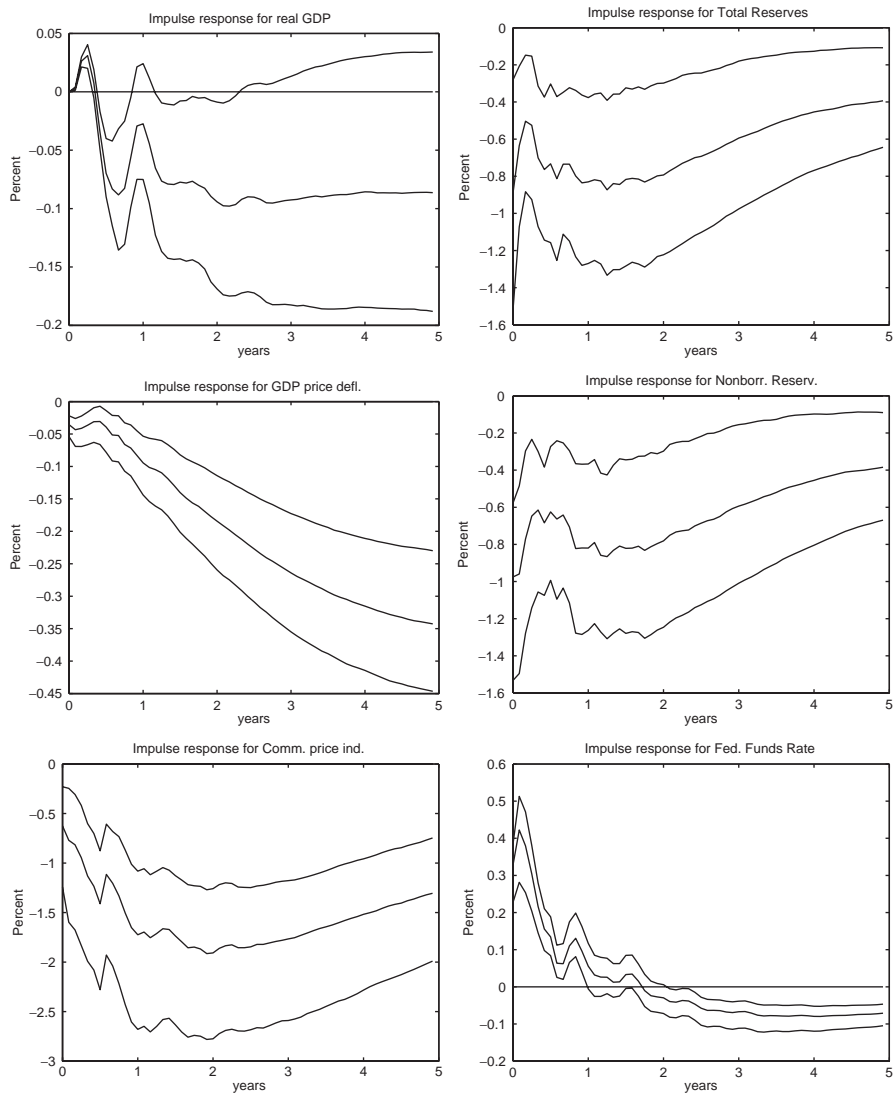 Impulse response for real GDP
Percent
0.05
0
−0.05
−0.1
−0.15
−0.2
0 1 2 3 4 5
years
Impulse response for Total Reserves
Percent
0
−0.2
−0.4
−0.6
−0.8
−1
−1.2
−1.4
−1.6
0 1 2 3 4 5
years
Impulse response for GDP price defl.
Percent
0
−0.05
−0.1
−0.15
−0.2
−0.25
−0.3
−0.35
−0.4
−0.45
0 1 2 3 4 5
years
Impulse response for Nonborr. Reserv.
Percent
0
−0.2
−0.4
−0.6
−0.8
−1
−1.2
−1.4
−1.6
0 1 2 3 4 5
years
Impulse response for Comm. price ind.
Percent
0
−0.5
−1
−1.5
−2
−2.5
−3
0 1 2 3 4 5
years
Impulse response for Fed. Funds Rate
Percent
0.6
0.5
0.4
0.3
0.2
0.1
0
−0.1
−0.2
0 1 2 3 4 5
years